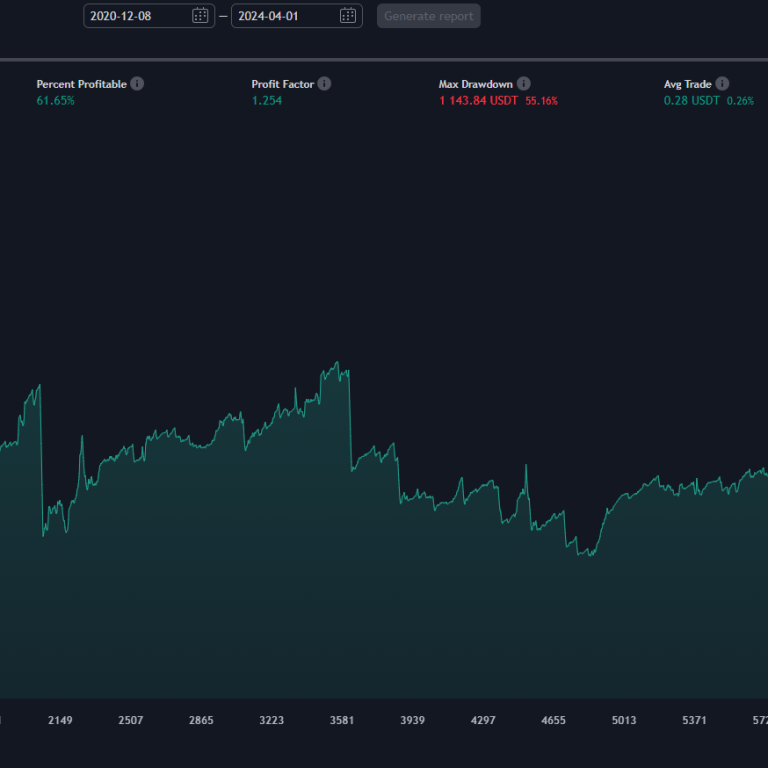 2020-12-08 – 2024-04-01 Generate report
Percent Profitable Profit Factor Max Drawdown Avg Trade
61.65% 1.254 1 143.84 USDT 55.16% 0.28 USDT 0.26%
2149 2507 2865 3223 3581 3939 4297 4655 5013 5371